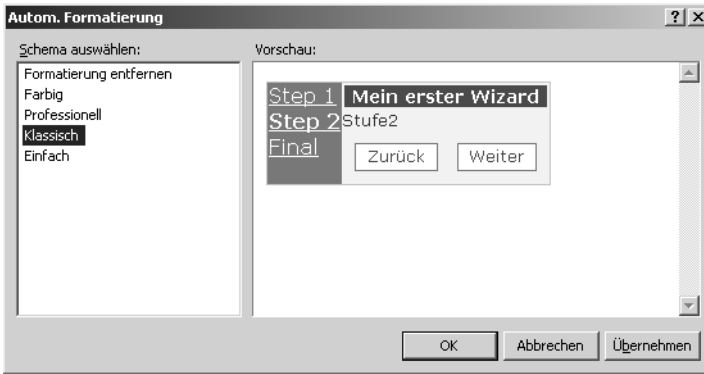 Autom. Formatierung
Schema auswählen:
Formatierung entfernen
Farbig
Professionell
Klassisch
Einfach
Vorschau:
Step 1 Mein erster Wizard
Step 2 Stufe2
Final
Zurück Weiter
OK Abbrechen Übernehmen